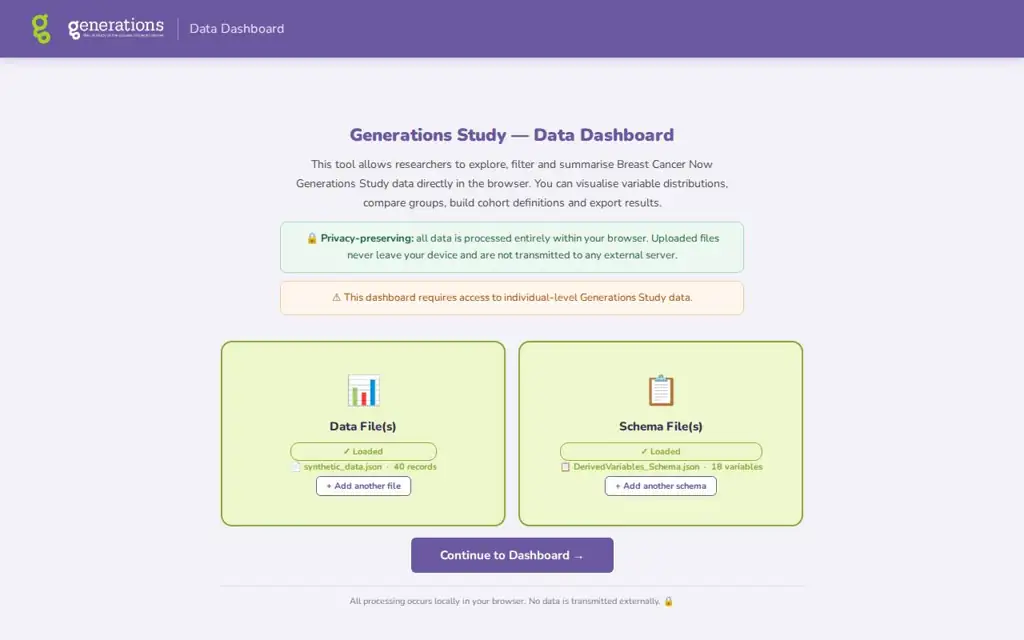 generations
Data Dashboard
Generations Study — Data Dashboard
This tool allows researchers to explore, filter and summarise Breast Cancer Now
Generations Study data directly in the browser. You can visualise variable distributions,
compare groups, build cohort definitions and export results.
🔒 Privacy-preserving: all data is processed entirely within your browser. Uploaded files
never leave your device and are not transmitted to any external server.
⚠ This dashboard requires access to individual-level Generations Study data.
Data File(s)
✓ Loaded
synthetic_data.json · 40 records
+ Add another file
Schema File(s)
✓ Loaded
DerivedVariables_Schema.json · 18 variables
+ Add another schema
Continue to Dashboard →
All processing occurs locally in your browser. No data is transmitted externally. 🔒